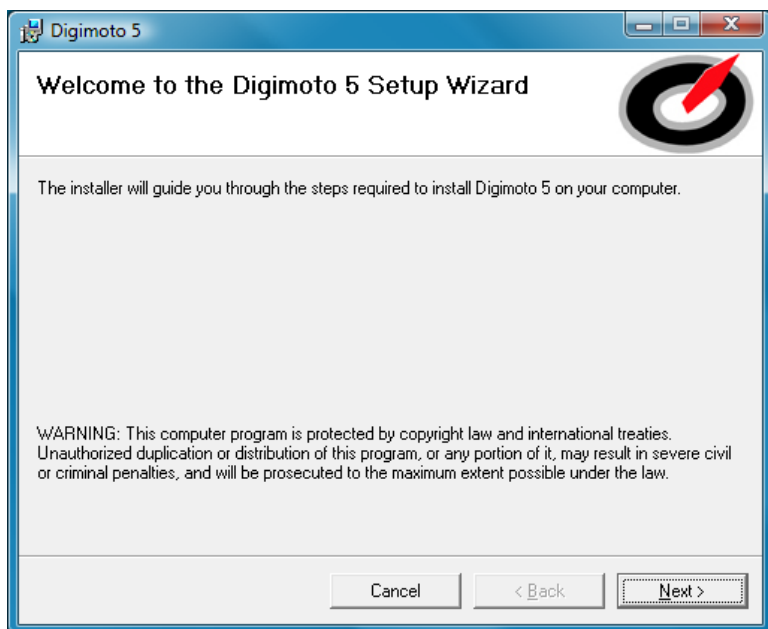 Digimoto 5
Welcome to the Digimoto 5 Setup Wizard
The installer will guide you through the steps required to install Digimoto 5 on your computer.
WARNING: This computer program is protected by copyright law and international treaties.
Unauthorized duplication or distribution of this program, or any portion of it, may result in severe civil
or criminal penalties, and will be prosecuted to the maximum extent possible under the law.
Cancel < Back Next >